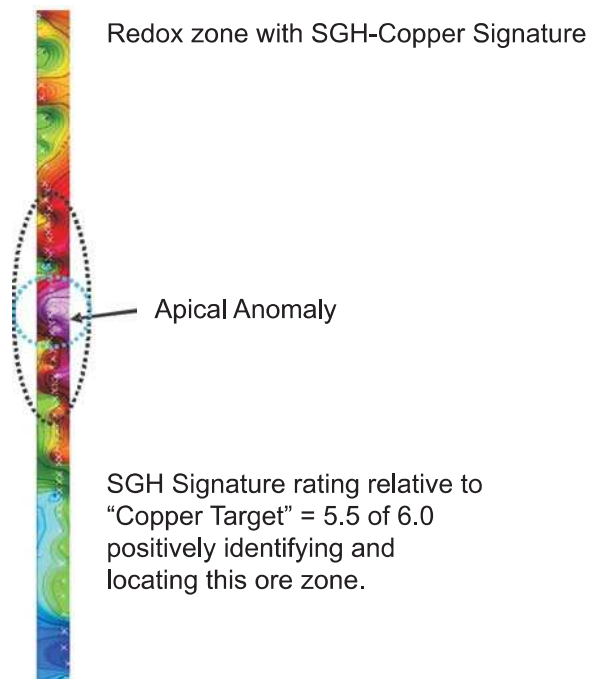 Redox zone with SGH-Copper Signature
Apical Anomaly
SGH Signature rating relative to
“Copper Target” = 5.5 of 6.0
positively identifying and
locating this ore zone.